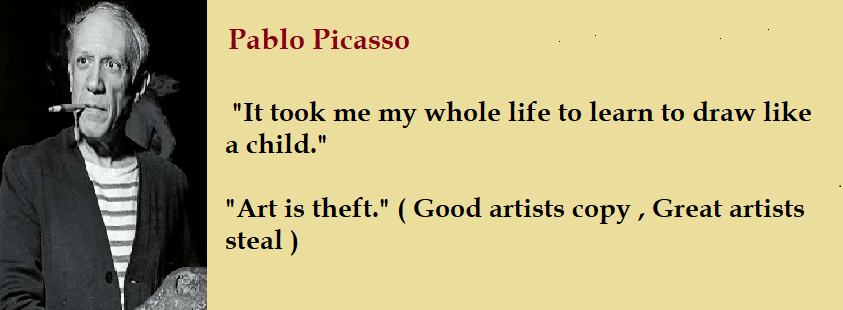 Pablo Picasso
"It took me my whole life to learn to draw like
a child."
"Art is theft." ( Good artists copy , Great artists
steal )